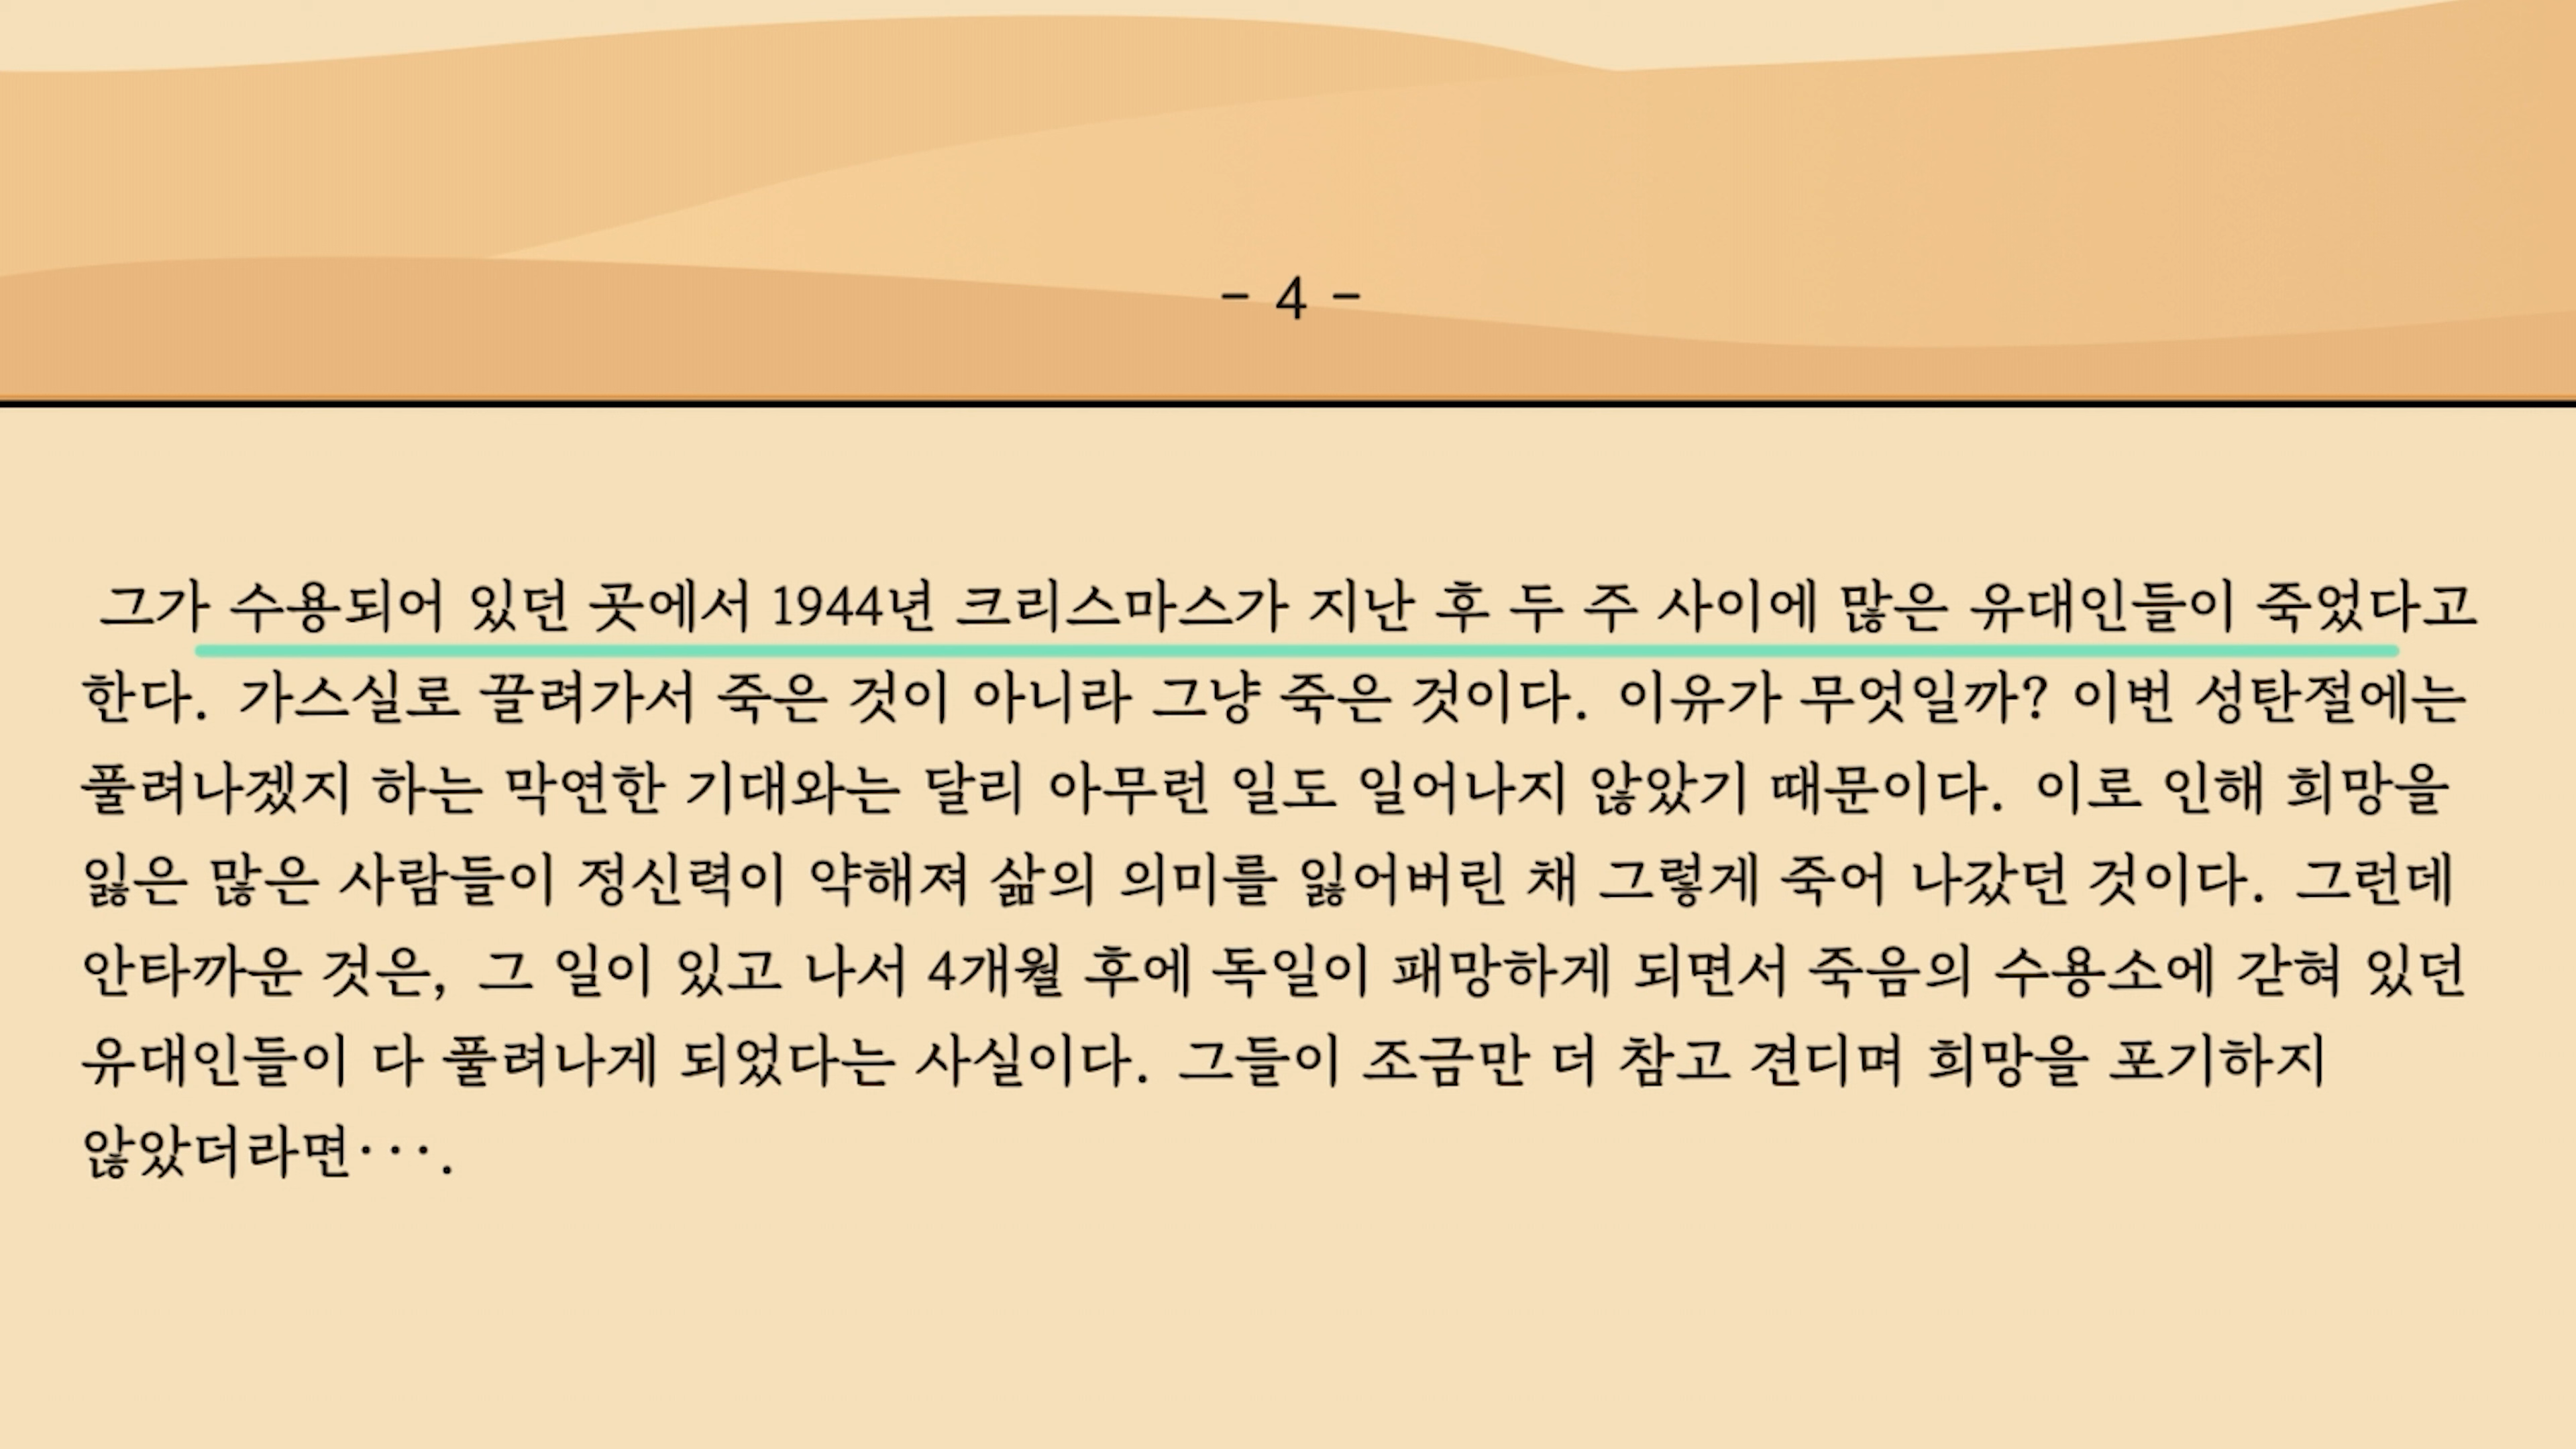 - 4 -
그가 수용되어 있던 곳에서 1944년 크리스마스가 지난 후 두 주 사이에 많은 유대인들이 죽었다고
한다. 가스실로 끌려가서 죽은 것이 아니라 그냥 죽은 것이다. 이유가 무엇일까? 이번 성탄절에는
풀려나겠지 하는 막연한 기대와는 달리 아무런 일도 일어나지 않았기 때문이다. 이로 인해 희망을
잃은 많은 사람들이 정신력이 약해져 삶의 의미를 잃어버린 채 그렇게 죽어 나갔던 것이다. 그런데
안타까운 것은, 그 일이 있고 나서 4개월 후에 독일이 패망하게 되면서 죽음의 수용소에 갇혀 있던
유대인들이 다 풀려나게 되었다는 사실이다. 그들이 조금만 더 참고 견디며 희망을 포기하지
않았더라면···.